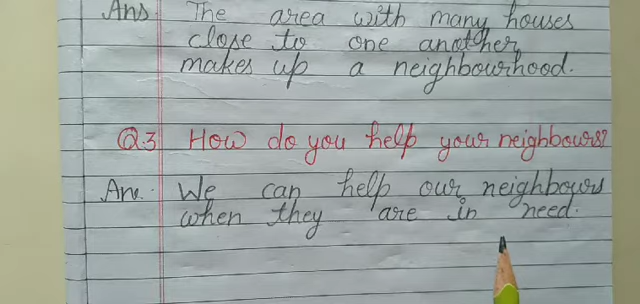 Ans The area with many houses
close to one another,
makes up a neighbourhood.
Q.3 How do you help your neighbours?
Ans. We can help our neighbours
when they are in need.